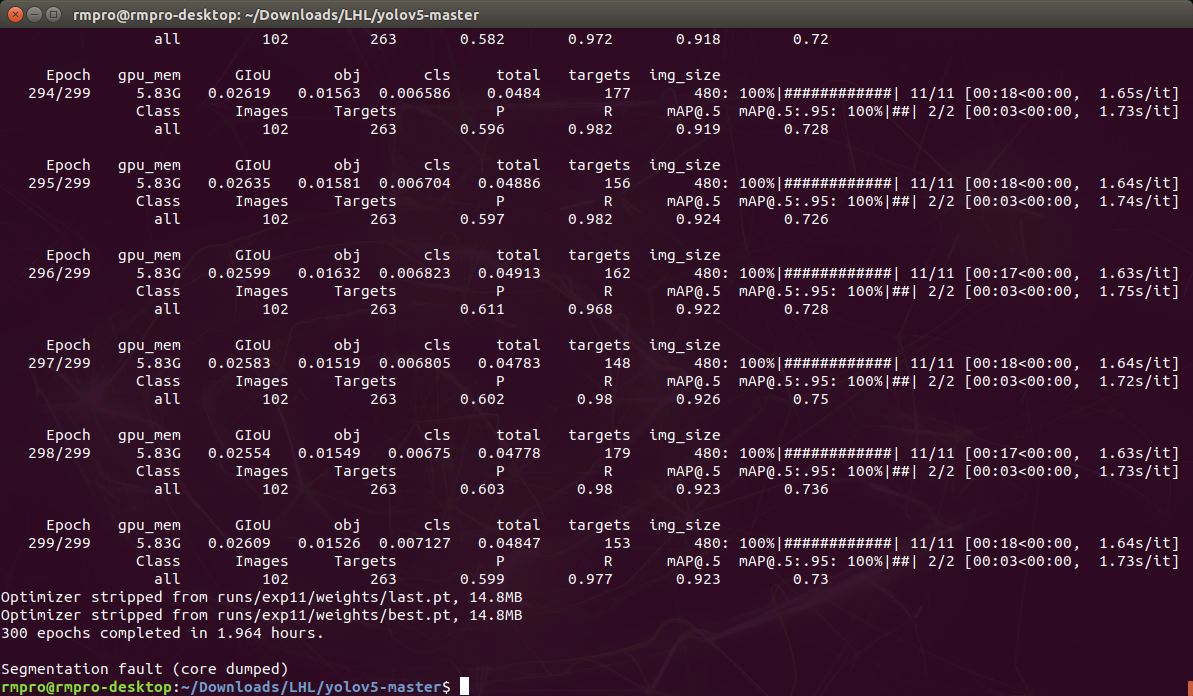 rmpro@rmpro-desktop: ~/Downloads/LHL/yolov5-master
all 102 263 0.582 0.972 0.918 0.72
Epoch gpu_mem GIoU obj cls total targets img_size
294/299 5.83G 0.02619 0.01563 0.006586 0.0484 177 480: 100%|############| 11/11 [00:18<00:00, 1.65s/it]
Class Images Targets P R mAP@.5 mAP@.5:.95: 100%|##| 2/2 [00:03<00:00, 1.73s/it]
all 102 263 0.596 0.982 0.919 0.728
Epoch gpu_mem GIoU obj cls total targets img_size
295/299 5.83G 0.02635 0.01581 0.006704 0.04886 156 480: 100%|############| 11/11 [00:18<00:00, 1.64s/it]
Class Images Targets P R mAP@.5 mAP@.5:.95: 100%|##| 2/2 [00:03<00:00, 1.74s/it]
all 102 263 0.597 0.982 0.924 0.726
Epoch gpu_mem GIoU obj cls total targets img_size
296/299 5.83G 0.02599 0.01632 0.006823 0.04913 162 480: 100%|############| 11/11 [00:17<00:00, 1.63s/it]
Class Images Targets P R mAP@.5 mAP@.5:.95: 100%|##| 2/2 [00:03<00:00, 1.75s/it]
all 102 263 0.611 0.968 0.922 0.728
Epoch gpu_mem GIoU obj cls total targets img_size
297/299 5.83G 0.02583 0.01519 0.006805 0.04783 148 480: 100%|############| 11/11 [00:18<00:00, 1.64s/it]
Class Images Targets P R mAP@.5 mAP@.5:.95: 100%|##| 2/2 [00:03<00:00, 1.72s/it]
all 102 263 0.602 0.98 0.926 0.75
Epoch gpu_mem GIoU obj cls total targets img_size
298/299 5.83G 0.02554 0.01549 0.00675 0.04778 179 480: 100%|############| 11/11 [00:17<00:00, 1.63s/it]
Class Images Targets P R mAP@.5 mAP@.5:.95: 100%|##| 2/2 [00:03<00:00, 1.73s/it]
all 102 263 0.603 0.98 0.923 0.736
Epoch gpu_mem GIoU obj cls total targets img_size
299/299 5.83G 0.02609 0.01526 0.007127 0.04847 153 480: 100%|############| 11/11 [00:18<00:00, 1.64s/it]
Class Images Targets P R mAP@.5 mAP@.5:.95: 100%|##| 2/2 [00:03<00:00, 1.73s/it]
all 102 263 0.599 0.977 0.923 0.73
Optimizer stripped from runs/exp11/weights/last.pt, 14.8MB
Optimizer stripped from runs/exp11/weights/best.pt, 14.8MB
300 epochs completed in 1.964 hours.
Segmentation fault (core dumped)
rmpro@rmpro-desktop:~/Downloads/LHL/yolov5-master$